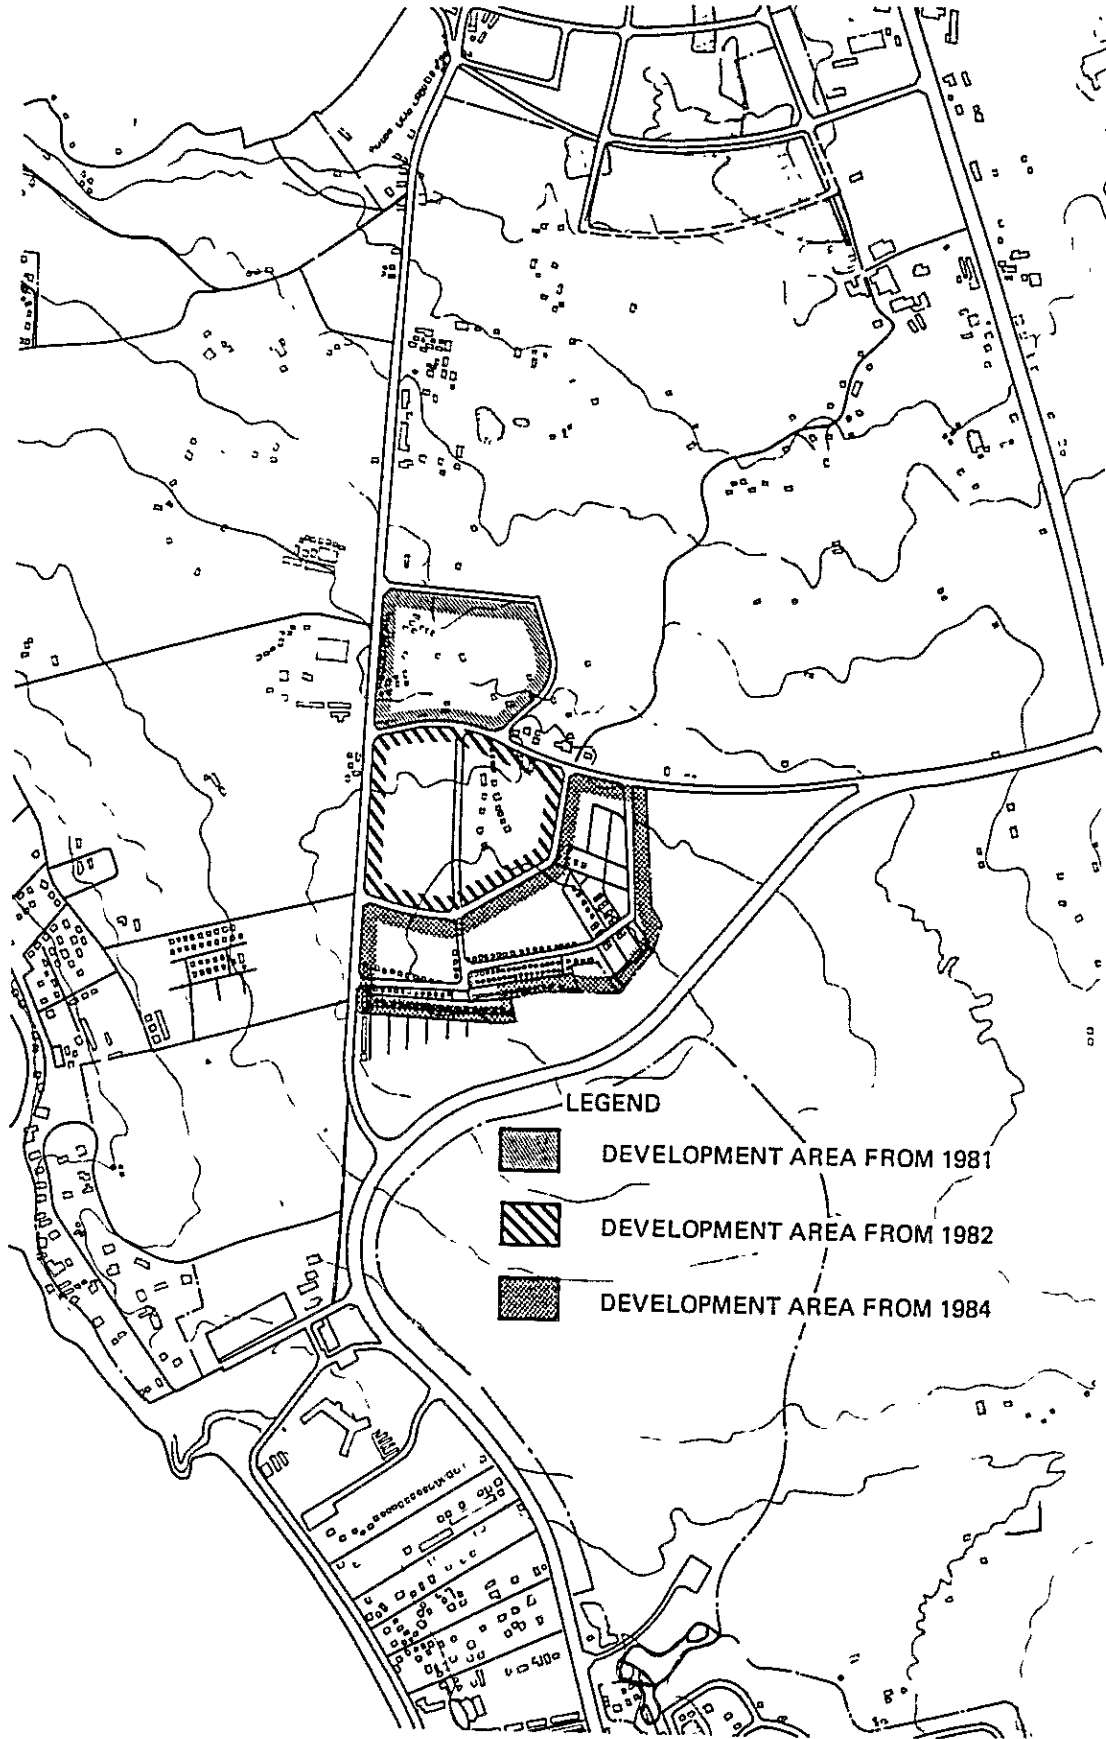 LEGEND
DEVELOPMENT AREA FROM 1981
DEVELOPMENT AREA FROM 1982
DEVELOPMENT AREA FROM 1984